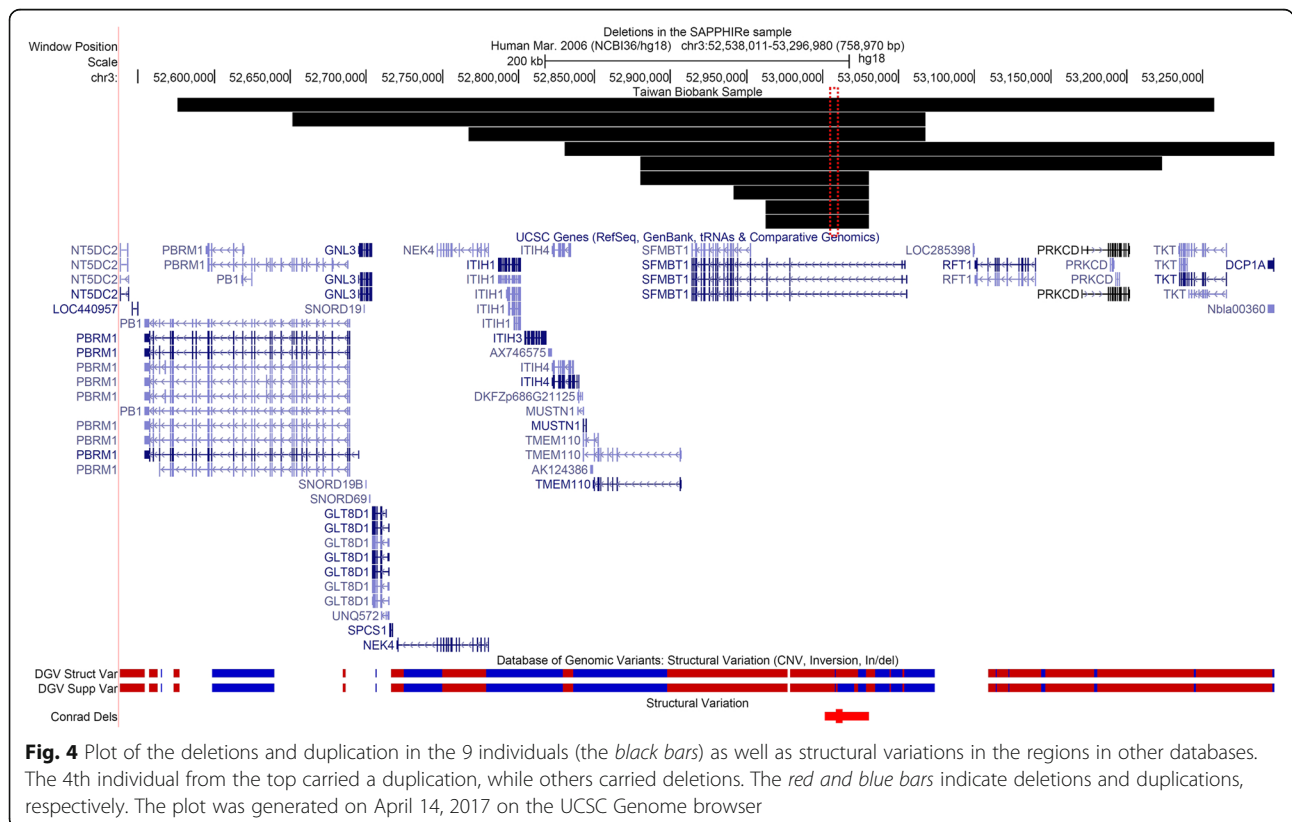 Deletions in the SAPPHIRe sample
Window Position Human Mar. 2006 (NCBI36/hg18) chr3:52,538,011-53,296,980 (758,970 bp)
Scale 200 kb hg18
chr3: 52,600,000 52,650,000 52,700,000 52,750,000 52,800,000 52,850,000 52,900,000 52,950,000 53,000,000 53,050,000 53,100,000 53,150,000 53,200,000 53,250,000
Taiwan Biobank Sample
UCSC Genes (RefSeq, GenBank, tRNAs & Comparative Genomics)
NT5DC2 PBRM1 GNL3 NEK4 ITIH4 SFMBT1 LOC285398 PRKCD TKT
NT5DC2 PBRM1 ITIH1 SFMBT1 RFT1 PRKCD TKT DCP1A
NT5DC2 PB1 GNL3 ITIH1 SFMBT1 RFT1 PRKCD TKT
NT5DC2 GNL3 ITIH1 SFMBT1 PRKCD TKT
LOC440957 SNORD19 ITIH1 Nbla00360
PB1 ITIH1
PBRM1 ITIH3
PBRM1 AX746575
PBRM1 ITIH4
PBRM1 ITIH4
PBRM1 DKFZp686G21125
PB1 MUSTN1
PBRM1 MUSTN1
PBRM1 TMEM110
PBRM1 TMEM110
PBRM1 AK124386
SNORD19B TMEM110
SNORD69
GLT8D1
GLT8D1
GLT8D1
GLT8D1
GLT8D1
GLT8D1
GLT8D1
UNQ572
SPCS1
NEK4
Database of Genomic Variants: Structural Variation (CNV, Inversion, In/del)
DGV Struct Var
DGV Supp Var
Structural Variation
Conrad Dels
Fig. 4 Plot of the deletions and duplication in the 9 individuals (the black bars) as well as structural variations in the regions in other databases.
The 4th individual from the top carried a duplication, while others carried deletions. The red and blue bars indicate deletions and duplications,
respectively. The plot was generated on April 14, 2017 on the UCSC Genome browser